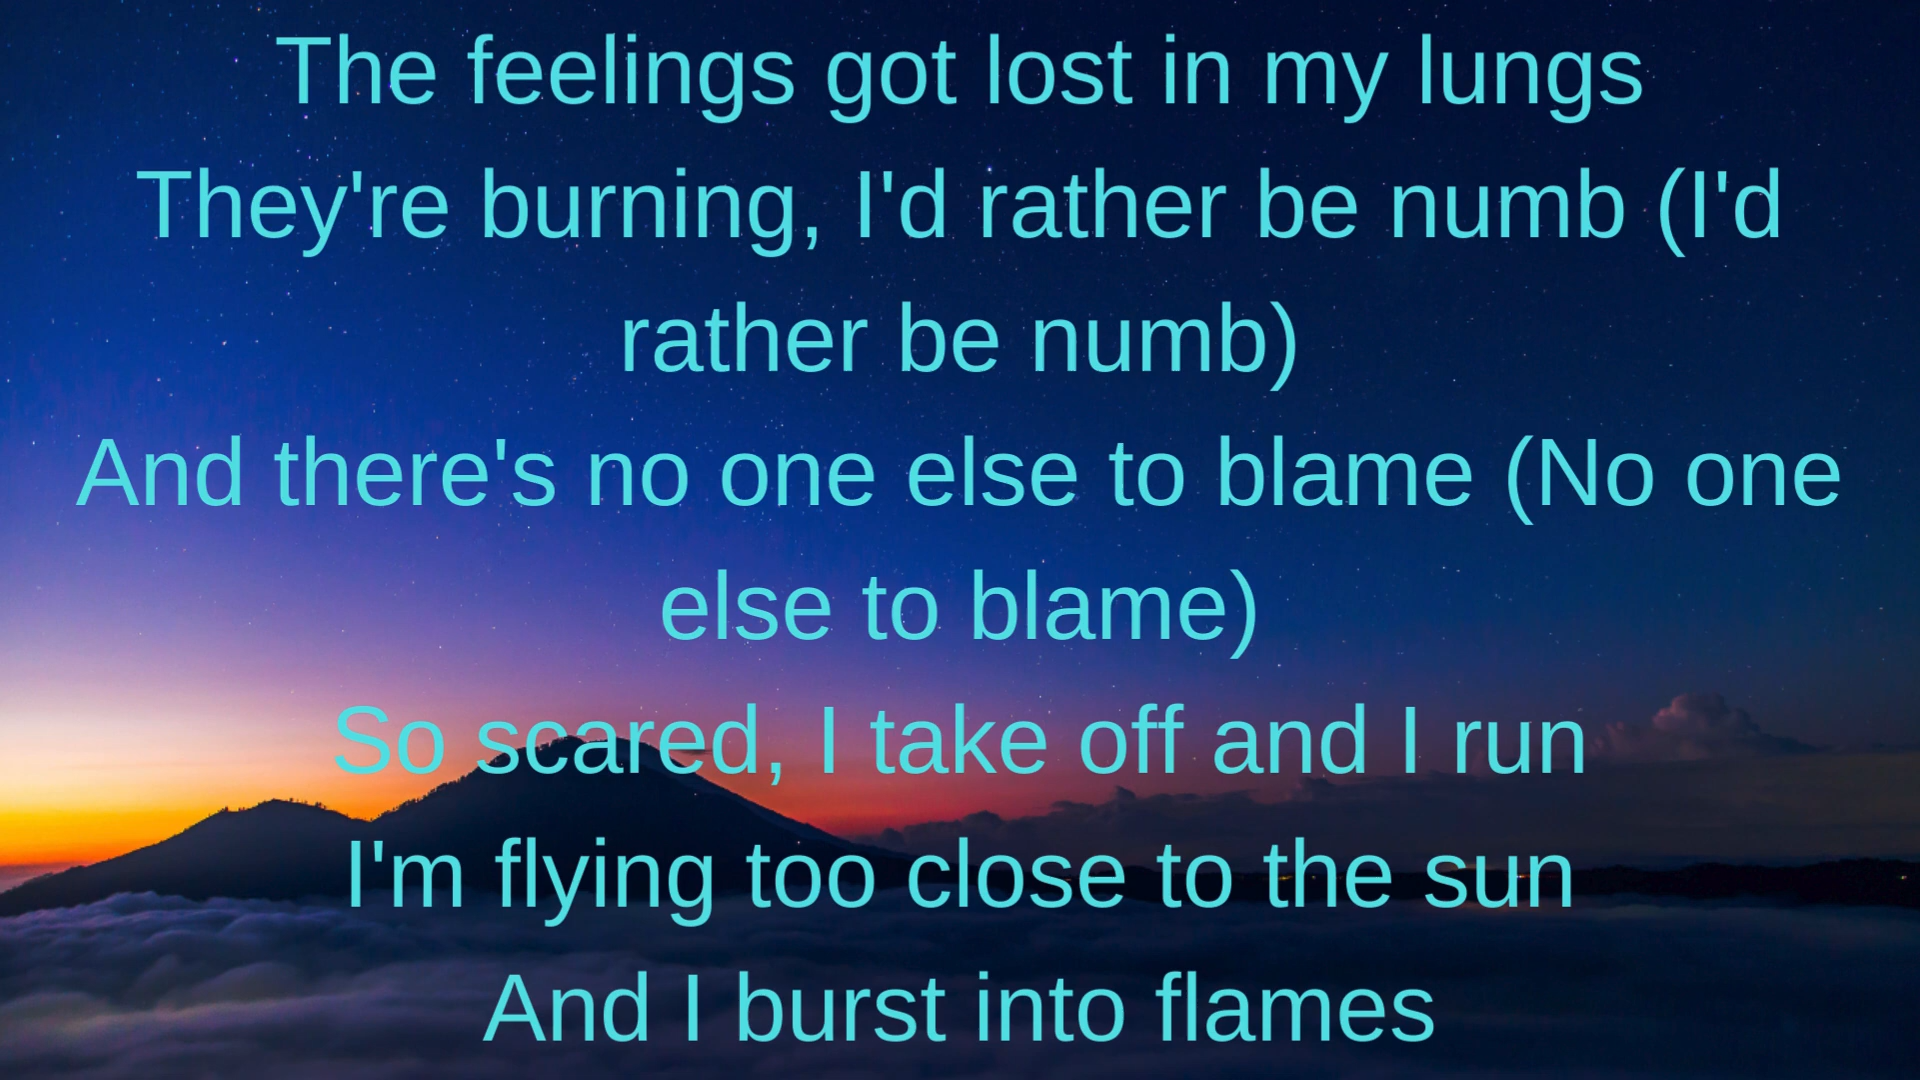 The feelings got lost in my lungs
They're burning, I'd rather be numb (I'd
rather be numb)
And there's no one else to blame (No one
else to blame)
So scared, I take off and I run
I'm flying too close to the sun
And I burst into flames